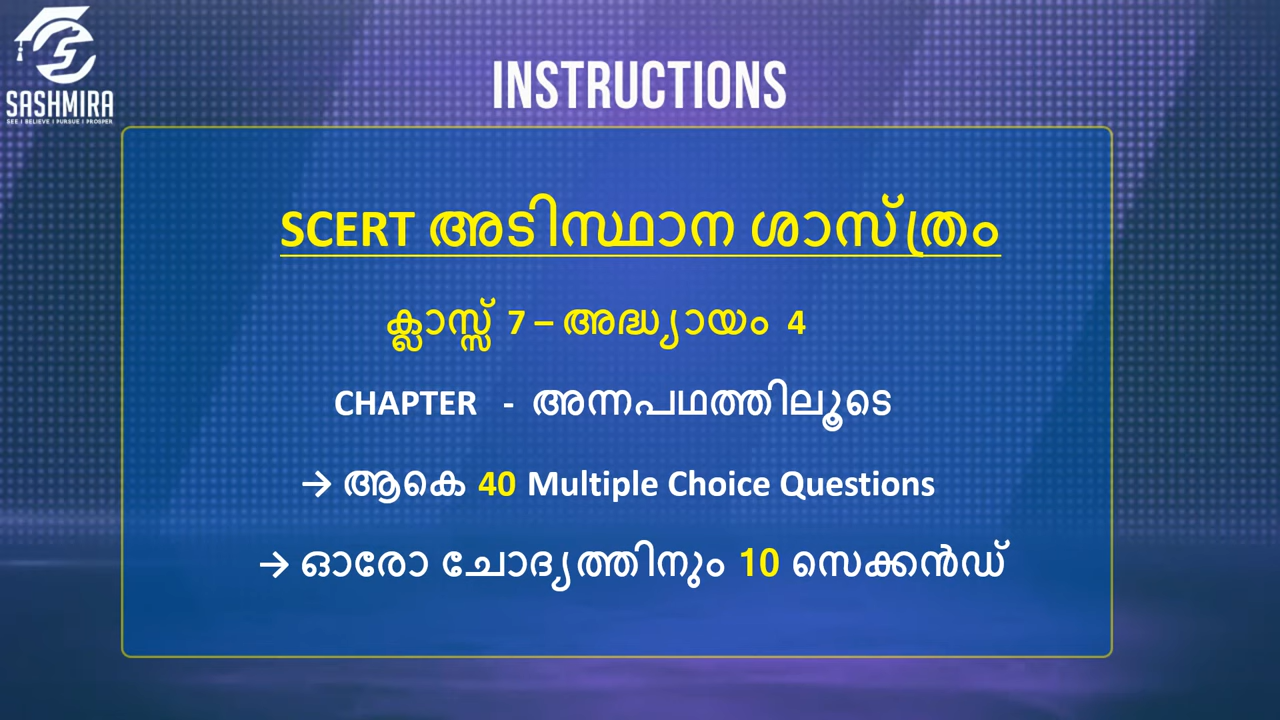 SASHMIRA
SEE I BELIEVE I PURSUE I PROSPER
INSTRUCTIONS
SCERT അടിസ്ഥാന ശാസ്ത്രം
ക്ലാസ്സ് 7 – അദ്ധ്യായം 4
CHAPTER - അന്നപഥത്തിലൂടെ
→ ആകെ 40 Multiple Choice Questions
→ ഓരോ ചോദ്യത്തിനും 10 സെക്കൻഡ്